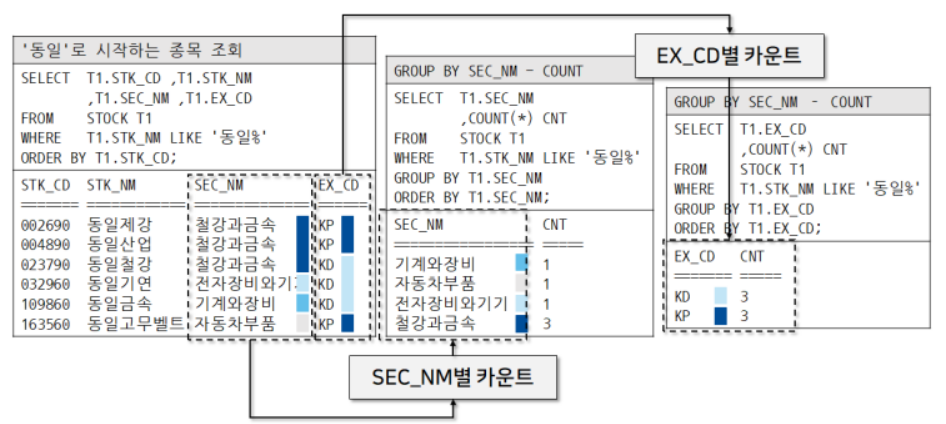 '동일'로 시작하는 종목 조회
SELECT T1.STK_CD ,T1.STK_NM
,T1.SEC_NM ,T1.EX_CD
FROM STOCK T1
WHERE T1.STK_NM LIKE '동일%'
ORDER BY T1.STK_CD;
STK_CD STK_NM SEC_NM EX_CD
002690 동일제강 철강과금속 KP
004890 동일산업 철강과금속 KP
023790 동일철강 철강과금속 KD
032960 동일기연 전자장비와기기 KD
109860 동일금속 기계와장비 KD
163560 동일고무벨트 자동차부품 KP
GROUP BY SEC_NM - COUNT
SELECT T1.SEC_NM
,COUNT(*) CNT
FROM STOCK T1
WHERE T1.STK_NM LIKE '동일%'
GROUP BY T1.SEC_NM
ORDER BY T1.SEC_NM;
SEC_NM CNT
기계와장비 1
자동차부품 1
전자장비와기기 1
철강과금속 3
SEC_NM별 카운트
EX_CD별 카운트
GROUP BY SEC_NM - COUNT
SELECT T1.EX_CD
,COUNT(*) CNT
FROM STOCK T1
WHERE T1.STK_NM LIKE '동일%'
GROUP BY T1.EX_CD
ORDER BY T1.EX_CD;
EX_CD CNT
KD 3
KP 3